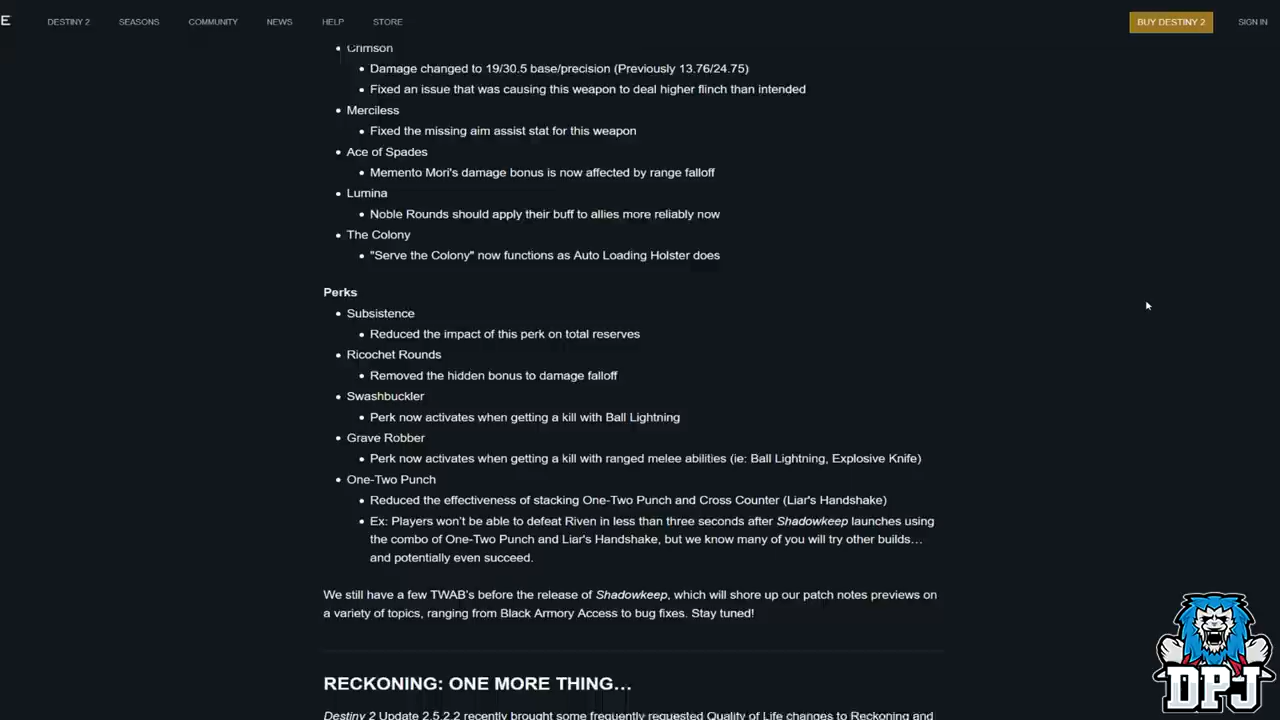 E
DESTINY 2 SEASONS COMMUNITY NEWS HELP STORE BUY DESTINY 2 SIGN IN
Crimson
Damage changed to 19/30.5 base/precision (Previously 13.76/24.75)
Fixed an issue that was causing this weapon to deal higher flinch than intended
Merciless
Fixed the missing aim assist stat for this weapon
Ace of Spades
Memento Mori's damage bonus is now affected by range falloff
Lumina
Noble Rounds should apply their buff to allies more reliably now
The Colony
"Serve the Colony" now functions as Auto Loading Holster does
Perks
Subsistence
Reduced the impact of this perk on total reserves
Ricochet Rounds
Removed the hidden bonus to damage falloff
Swashbuckler
Perk now activates when getting a kill with Ball Lightning
Grave Robber
Perk now activates when getting a kill with ranged melee abilities (ie: Ball Lightning, Explosive Knife)
One-Two Punch
Reduced the effectiveness of stacking One-Two Punch and Cross Counter (Liar's Handshake)
Ex: Players won't be able to defeat Riven in less than three seconds after Shadowkeep launches using
the combo of One-Two Punch and Liar's Handshake, but we know many of you will try other builds…
and potentially even succeed.
We still have a few TWAB's before the release of Shadowkeep, which will shore up our patch notes previews on
a variety of topics, ranging from Black Armory Access to bug fixes. Stay tuned!
RECKONING: ONE MORE THING…
Destiny 2 Update 2.5.2.2 recently brought some frequently requested Quality of Life changes to Reckoning and
DPJ